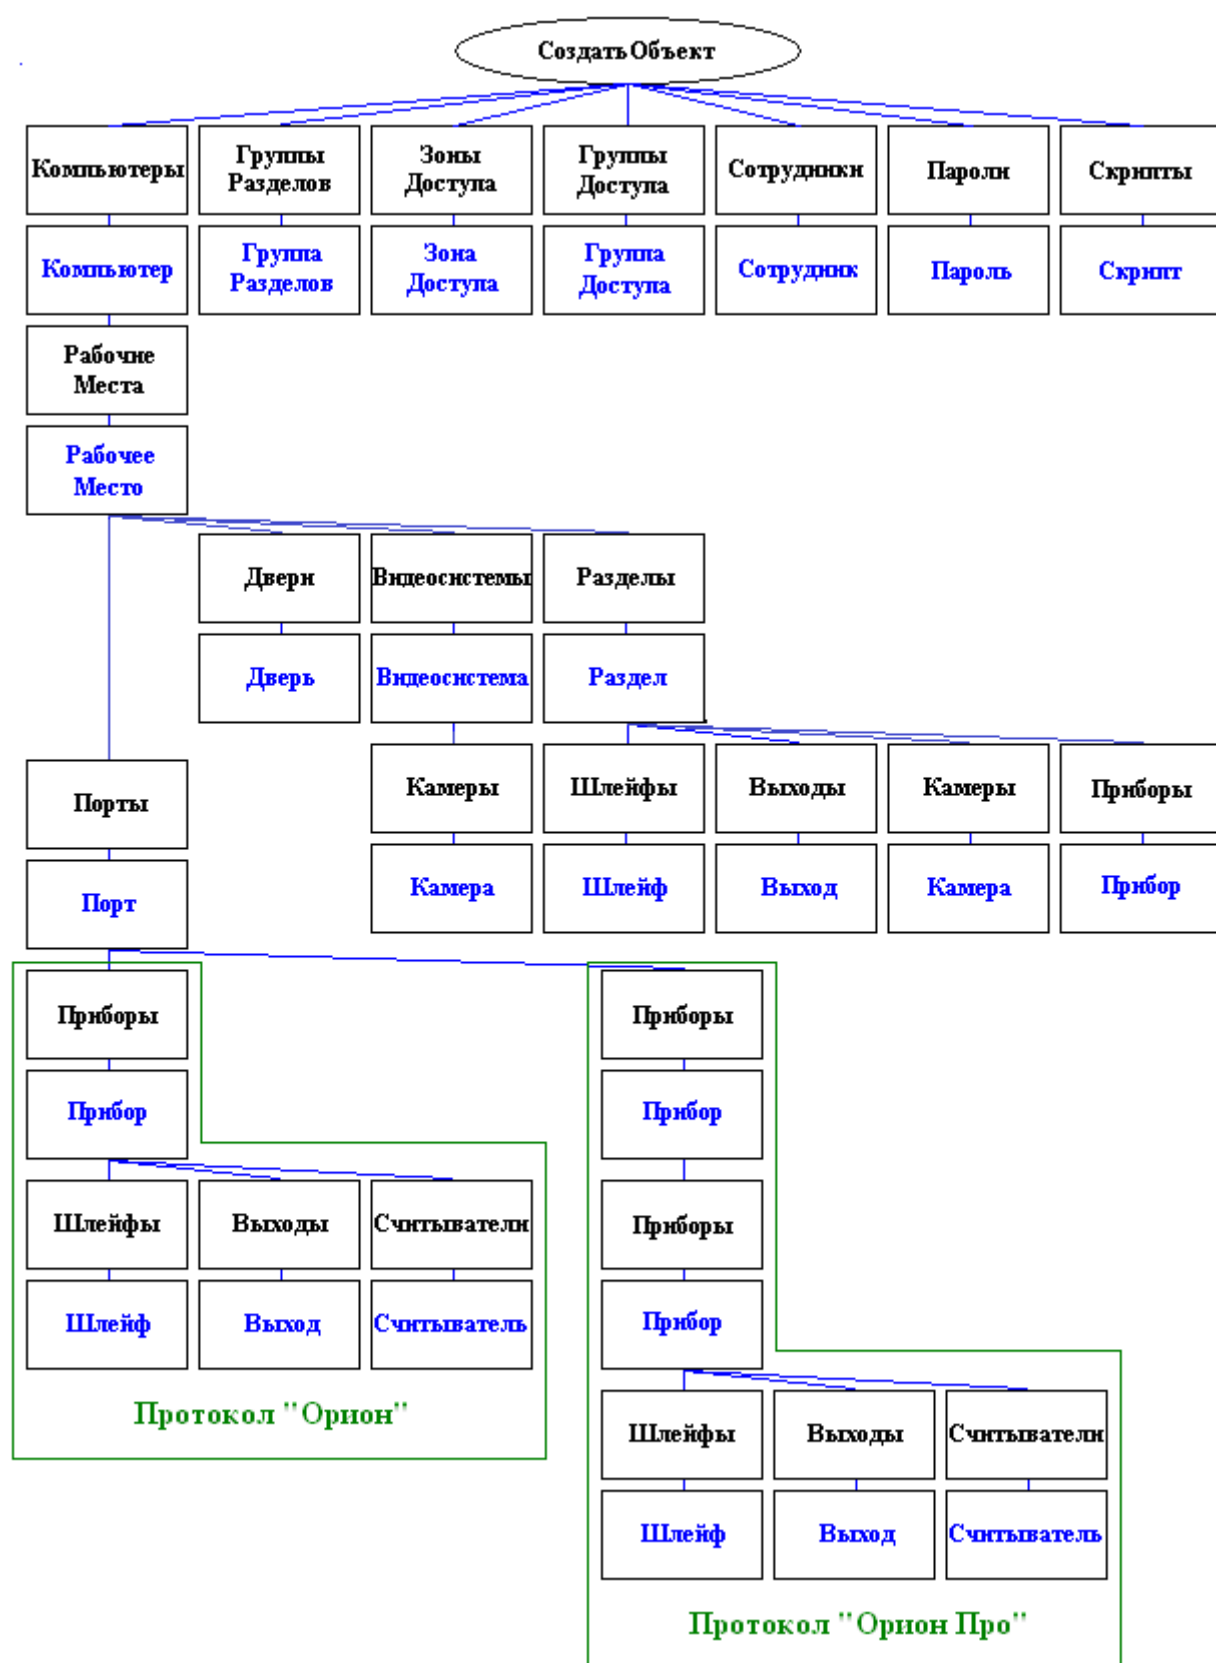 СоздатьОбъект
Компьютеры
Группы
Разделов
Зоны
Доступа
Группы
Доступа
Сотрудники
Пароли
Скрипты
Компьютер
Группа
Разделов
Зона
Доступа
Группа
Доступа
Сотрудник
Пароль
Скрипт
Рабочие
Места
Рабочее
Место
Двери
Видеосистемы
Разделы
Дверь
Видеосистема
Раздел
Порты
Камеры
Шлейфы
Выходы
Камеры
Приборы
Порт
Камера
Шлейф
Выход
Камера
Прибор
Приборы
Приборы
Прибор
Прибор
Шлейфы
Выходы
Считыватели
Приборы
Шлейф
Выход
Считыватель
Прибор
Протокол "Орион"
Шлейфы
Выходы
Считыватели
Шлейф
Выход
Считыватель
Протокол "Орион Про"